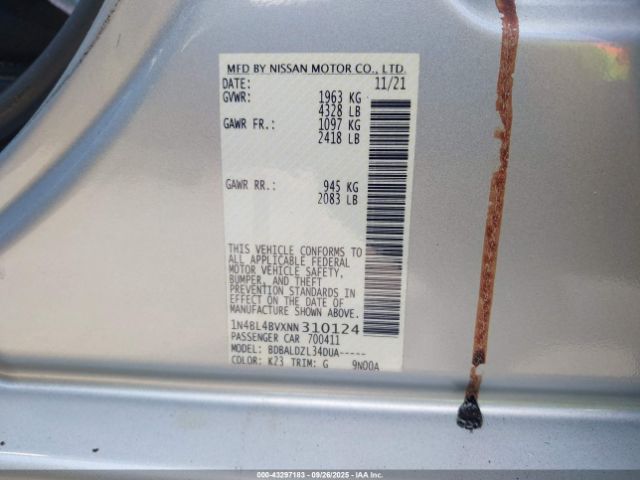 MFD BY NISSAN MOTOR CO., LTD
DATE: 11/21
GVWR: 1963 KG
4328 LB
GAWR FR.: 1097 KG
2418 LB
GAWR RR.: 945 KG
2083 LB
THIS VEHICLE CONFORMS TO
ALL APPLICABLE FEDERAL
MOTOR VEHICLE SAFETY,
BUMPER, AND THEFT
PREVENTION STANDARDS IN
EFFECT ON THE DATE OF
MANUFACTURE SHOWN ABOVE.
1N4BL4BVXNN310124
PASSENGER CAR 700411
MODEL: BDBALDZL34DUA-----
COLOR: K23 TRIM: G 9N00A
000-43297183 - 09/26/2025 - IAAI.COM